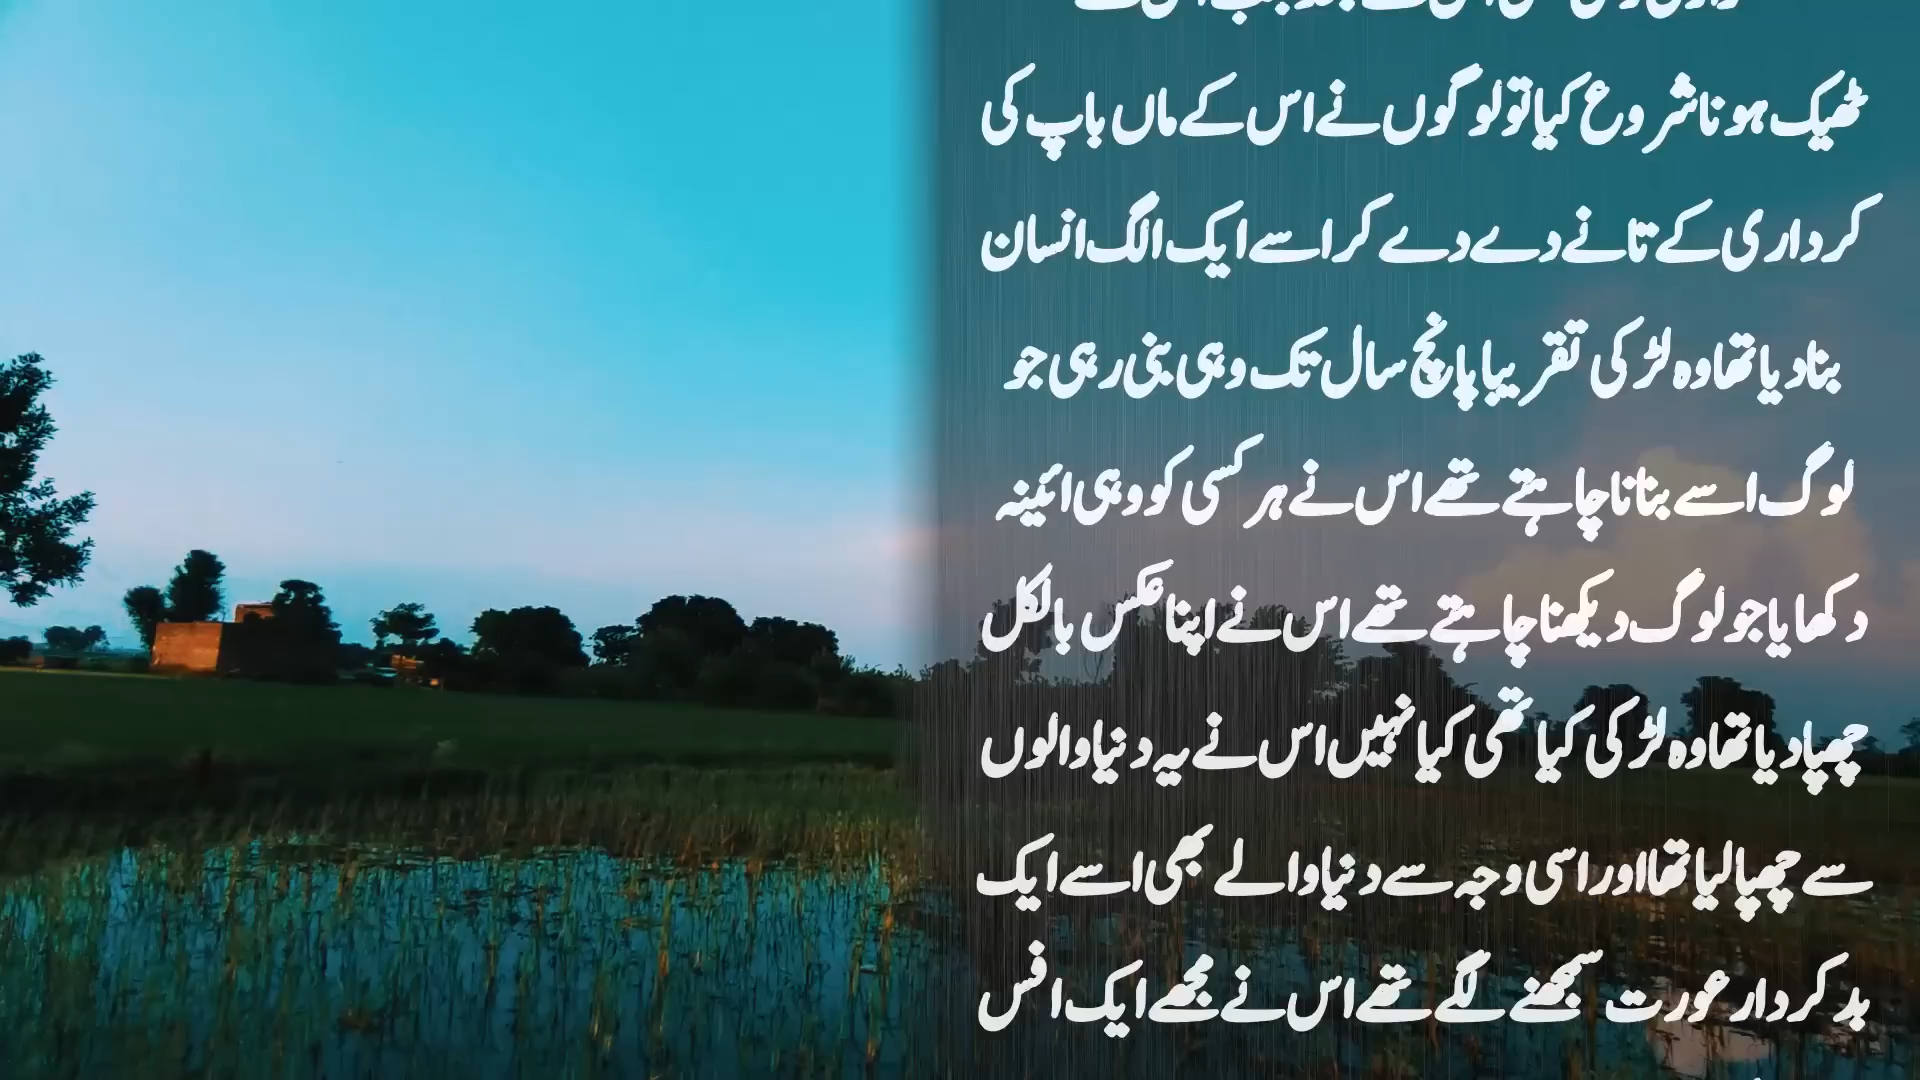 ٹھیک ہونا شروع کیا تو لوگوں نے اس کے ماں باپ کی
کرداری کے تانے دے دے کر اسے ایک الگ انسان
بنا دیا تھا وہ لڑکی تقریبا پانچ سال تک وہی بنی رہی جو
لوگ اسے بنانا چاہتے تھے اس نے ہر کسی کو وہی ائینہ
دکھایا جو لوگ دیکھنا چاہتے تھے اس نے اپنا عکس بالکل
چھپا دیا تھا وہ لڑکی کیا تھی کیا نہیں اس نے یہ دنیا والوں
سے چھپا لیا تھا اور اسی وجہ سے دنیا والے بھی اسے ایک
بد کردار عورت سمجھنے لگے تھے اس نے مجھے ایک افس